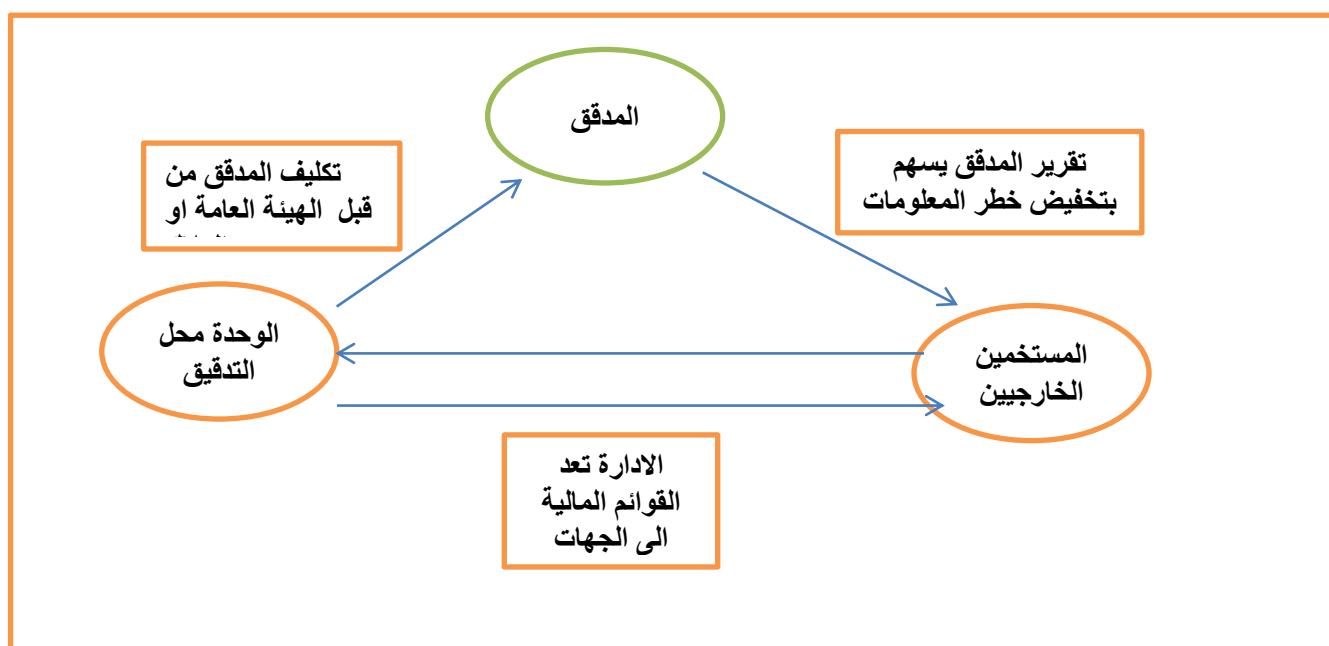 المدقق
تكليف المدقق من
قبل الهيئة العامة او
تقرير المدقق يسهم
بتخفيض خطر المعلومات
الوحدة محل
التدقيق
المستخمين
الخارجيين
الادارة تعد
القوائم المالية
الى الجهات